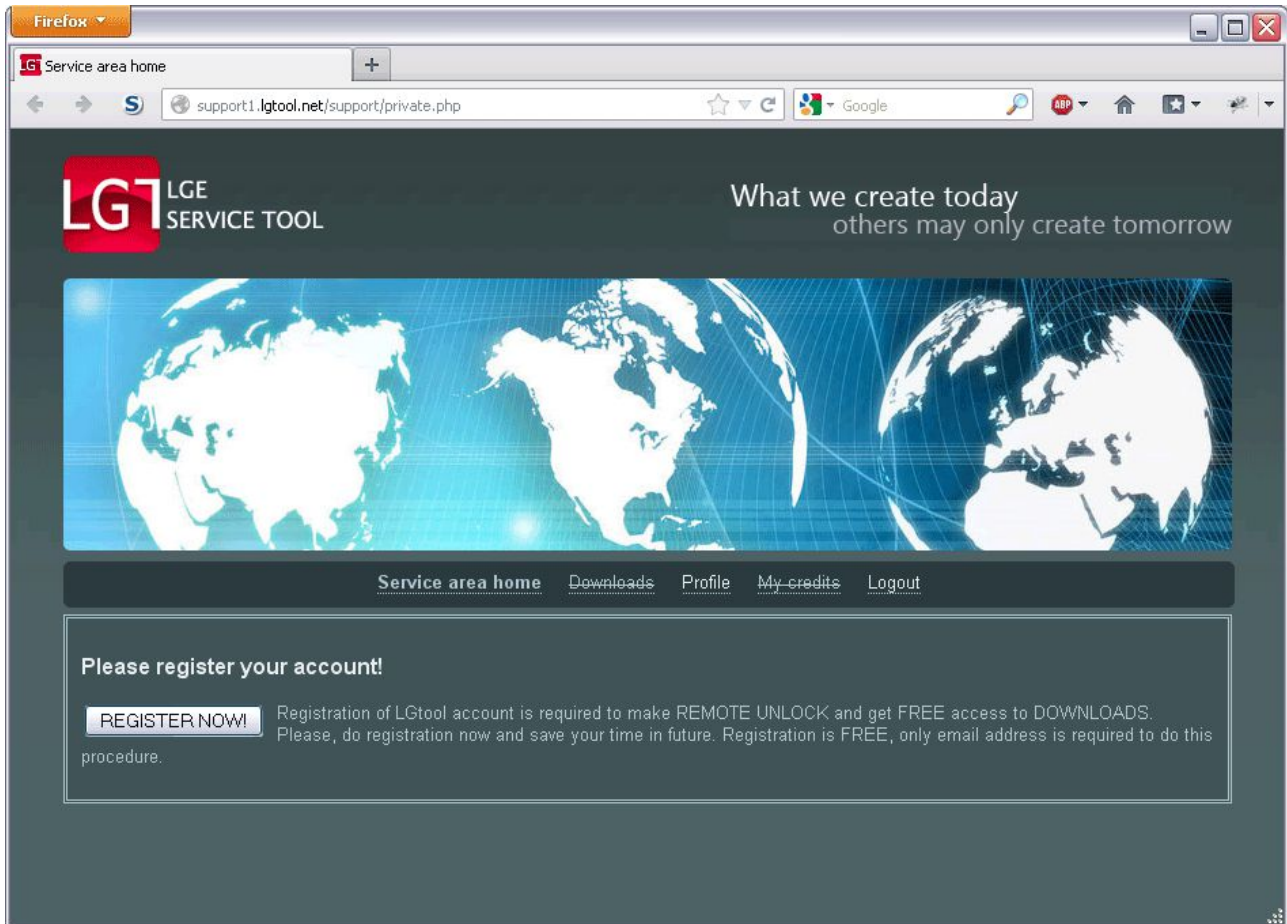 Firefox
LG Service area home
+
S support1.lgtool.net/support/private.php Google ABP
LGT LGE
SERVICE TOOL
What we create today
others may only create tomorrow
Service area home Downloads Profile My credits Logout
Please register your account!
REGISTER NOW! Registration of LGtool account is required to make REMOTE UNLOCK and get FREE access to DOWNLOADS.
Please, do registration now and save your time in future. Registration is FREE, only email address is required to do this
procedure.